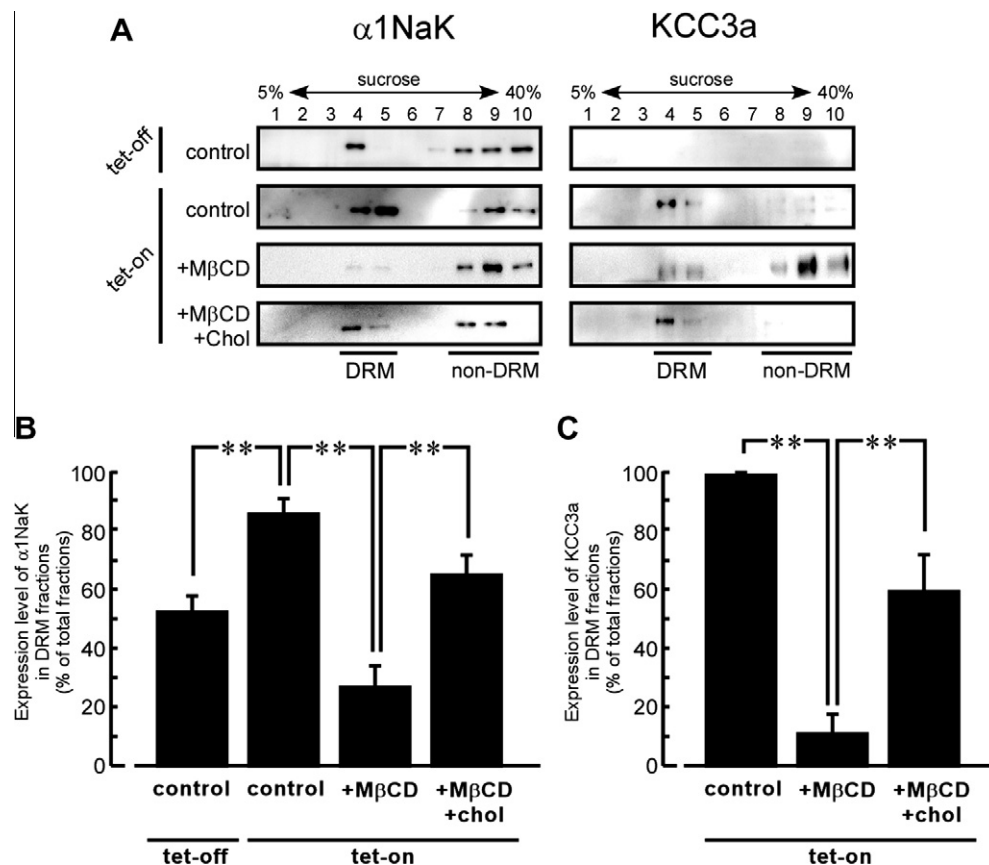 A
α1NaK
KCC3a
5% sucrose 40%
1 2 3 4 5 6 7 8 9 10
5% sucrose 40%
1 2 3 4 5 6 7 8 9 10
tet-off
control
tet-on
control
+MβCD
+MβCD
+Chol
DRM non-DRM
DRM non-DRM
B
Expression level of α1NaK
in DRM fractions
(% of total fractions)
100
80
60
40
20
0
** ** **
control control +MβCD +MβCD
+chol
tet-off tet-on
C
Expression level of KCC3a
in DRM fractions
(% of total fractions)
100
80
60
40
20
0
** **
control +MβCD +MβCD
+chol
tet-on